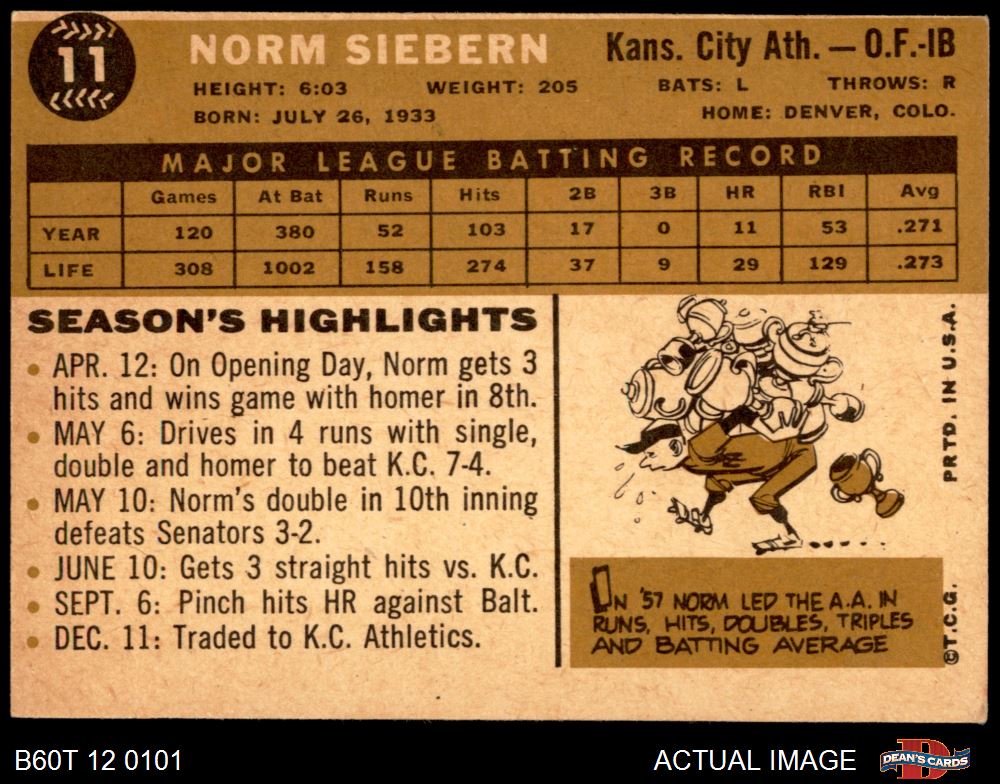 11
NORM SIEBERN
Kans. City Ath. — O.F.-1B
HEIGHT: 6:03 WEIGHT: 205 BATS: L THROWS: R
BORN: JULY 26, 1933 HOME: DENVER, COLO.
MAJOR LEAGUE BATTING RECORD
Games At Bat Runs Hits 2B 3B HR RBI Avg
YEAR 120 380 52 103 17 0 11 53 .271
LIFE 308 1002 158 274 37 9 29 129 .273
SEASON'S HIGHLIGHTS
• APR. 12: On Opening Day, Norm gets 3
hits and wins game with homer in 8th.
• MAY 6: Drives in 4 runs with single,
double and homer to beat K.C. 7-4.
• MAY 10: Norm's double in 10th inning
defeats Senators 3-2.
• JUNE 10: Gets 3 straight hits vs. K.C.
• SEPT. 6: Pinch hits HR against Balt.
• DEC. 11: Traded to K.C. Athletics.
ON '57 NORM LED THE A.A. IN
RUNS, HITS, DOUBLES, TRIPLES
AND BATTING AVERAGE
©T.C.G. PRTD. IN U.S.A.
B60T 12 0101 ACTUAL IMAGE
DEAN'S CARDS